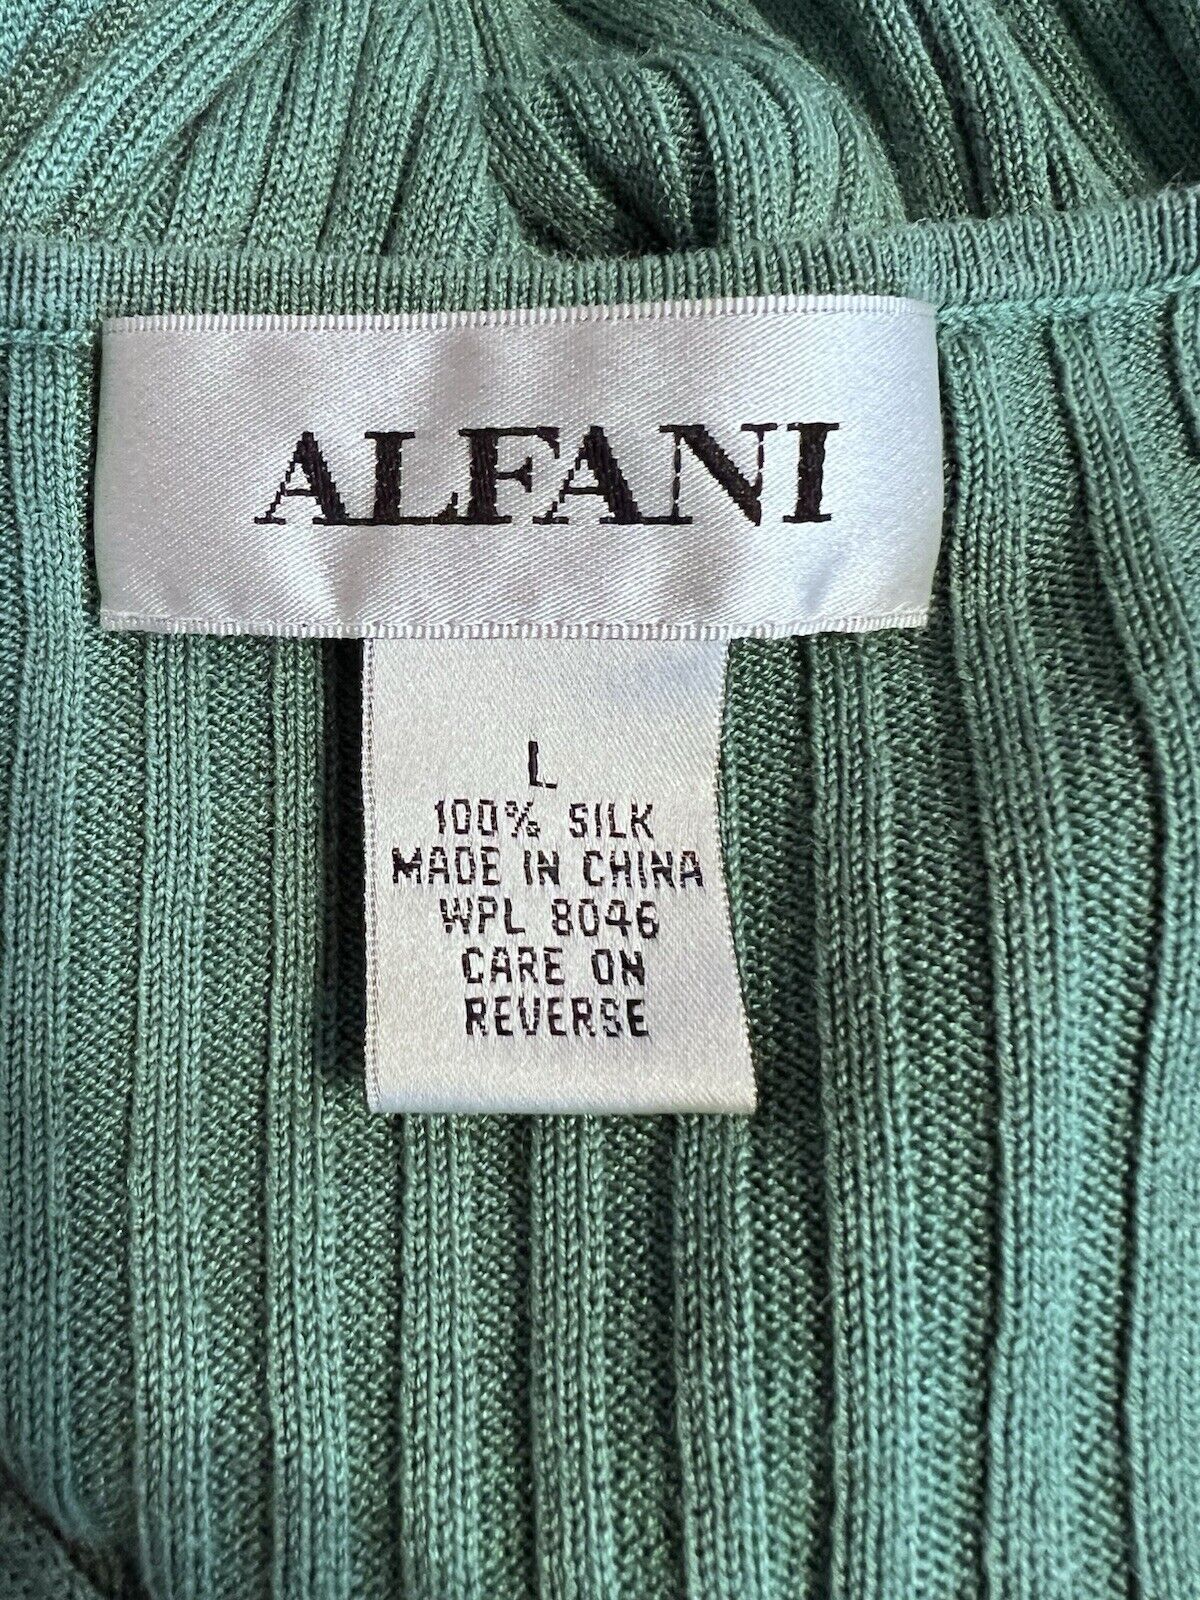 ALFANI
L
100% SILK
MADE IN CHINA
WPL 8046
CARE ON
REVERSE